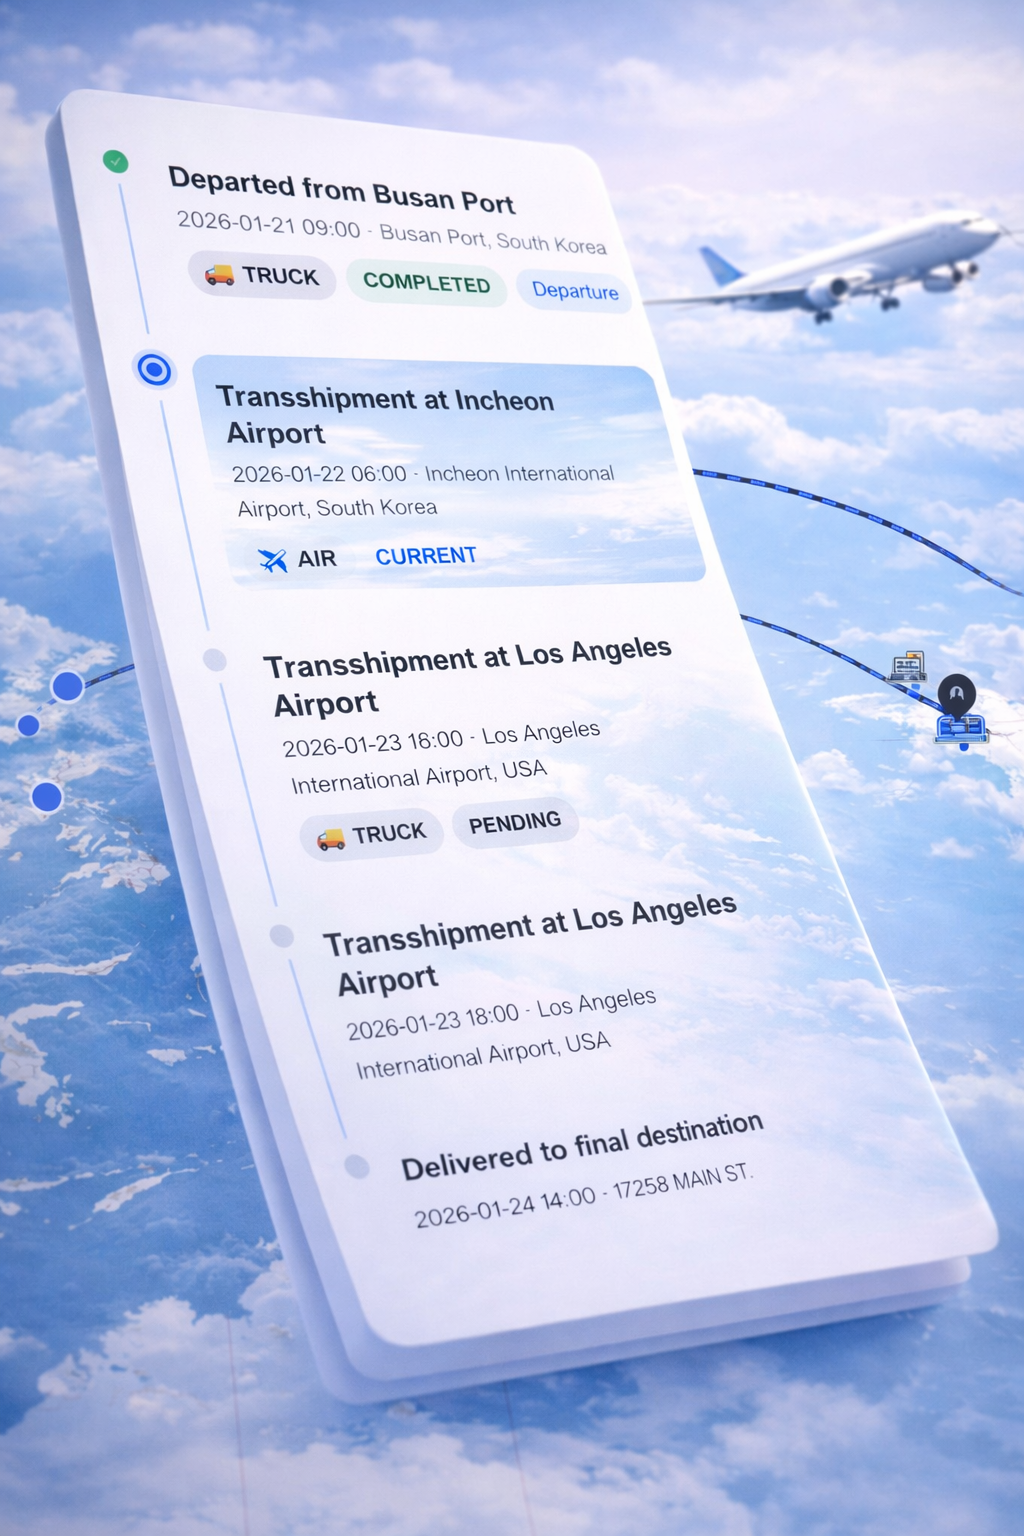 Departed from Busan Port
2026-01-21 09:00 · Busan Port, South Korea
TRUCK COMPLETED Departure
Transshipment at Incheon
Airport
2026-01-22 06:00 · Incheon International
Airport, South Korea
AIR CURRENT
Transshipment at Los Angeles
Airport
2026-01-23 16:00 · Los Angeles
International Airport, USA
TRUCK PENDING
Transshipment at Los Angeles
Airport
2026-01-23 18:00 · Los Angeles
International Airport, USA
Delivered to final destination
2026-01-24 14:00 · 17258 MAIN ST.